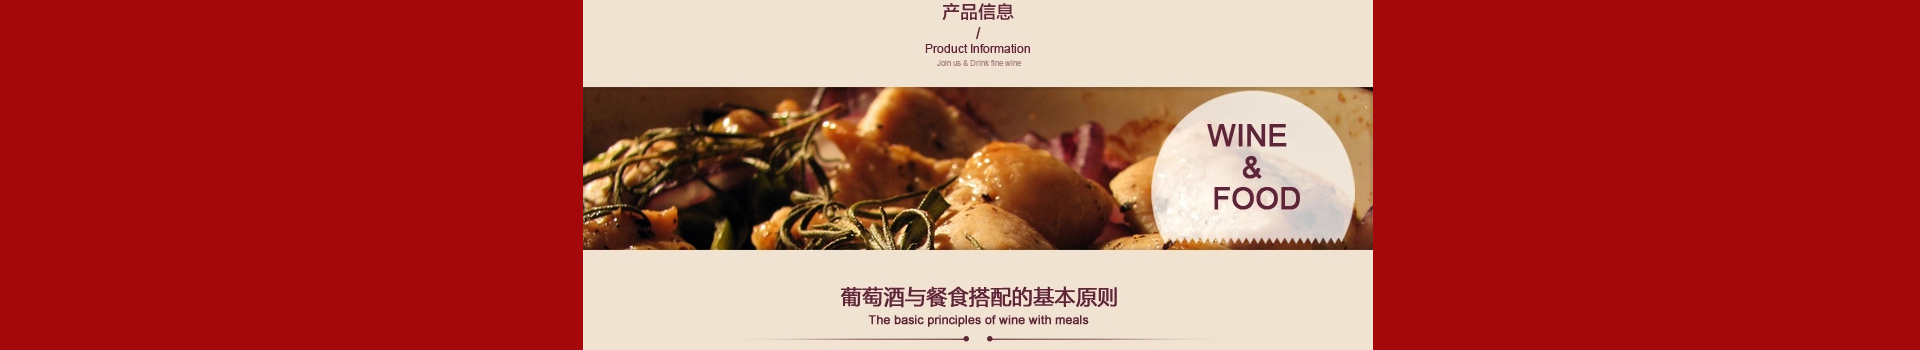 产品信息
/
Product Information
Join us & Drink fine wine
WINE
&
FOOD
葡萄酒与餐食搭配的基本原则
The basic principles of wine with meals